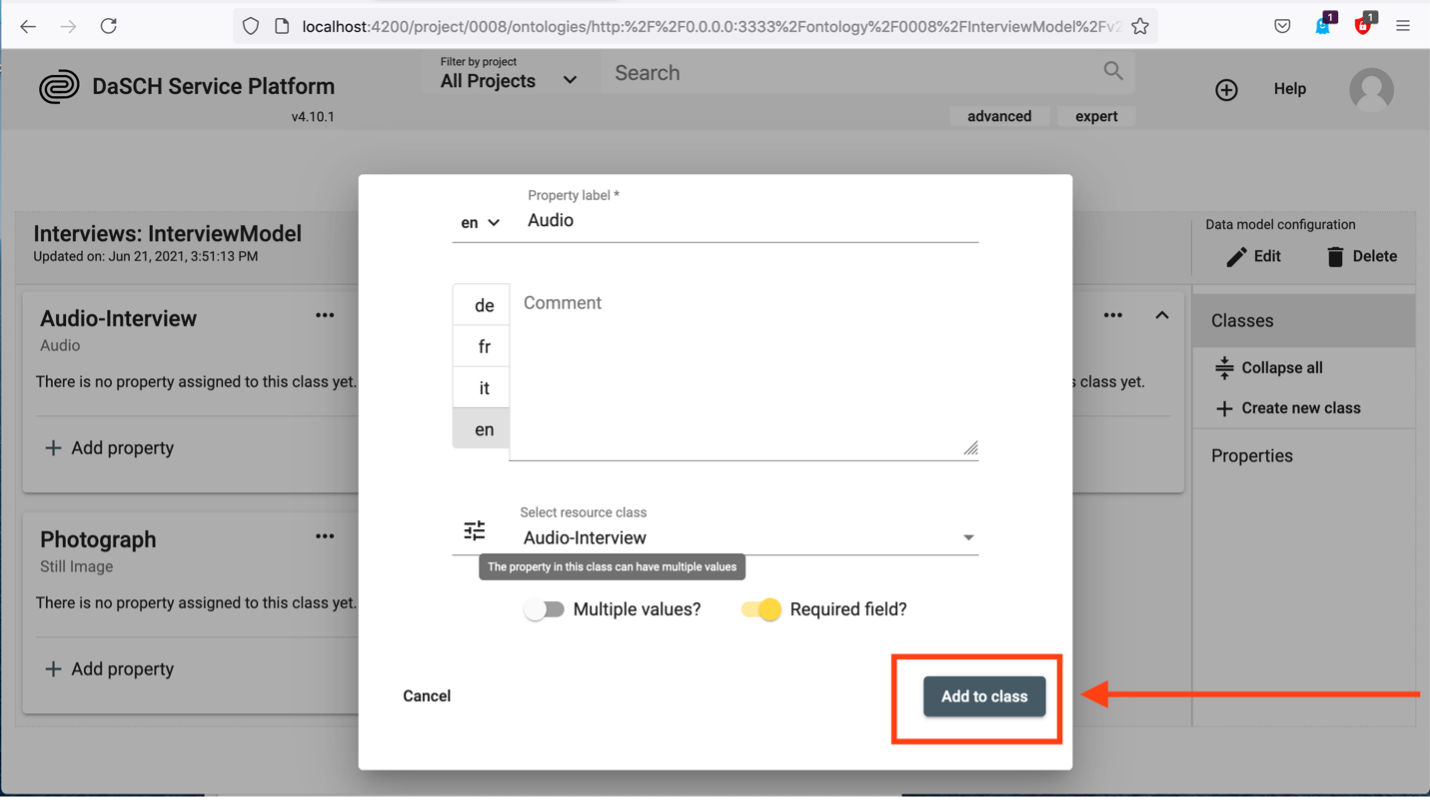 localhost:4200/project/0008/ontologies/http:%2F%2F0.0.0.0:3333%2Fontology%2F0008%2FInterviewModel%2Fv2
1
1
Filter by project
All Projects
Search
DaSCH Service Platform
v4.10.1
advanced
expert
Help
Interviews: InterviewModel
Updated on: Jun 21, 2021, 3:51:13 PM
Data model configuration
Edit
Delete
Audio-Interview
Audio
There is no property assigned to this class yet.
Add property
Photograph
Still Image
There is no property assigned to this class yet.
Add property
Property label *
en
Audio
de
fr
it
en
Comment
Select resource class
Audio-Interview
The property in this class can have multiple values
Multiple values?
Required field?
Cancel
Add to class
s class yet.
Classes
Collapse all
Create new class
Properties